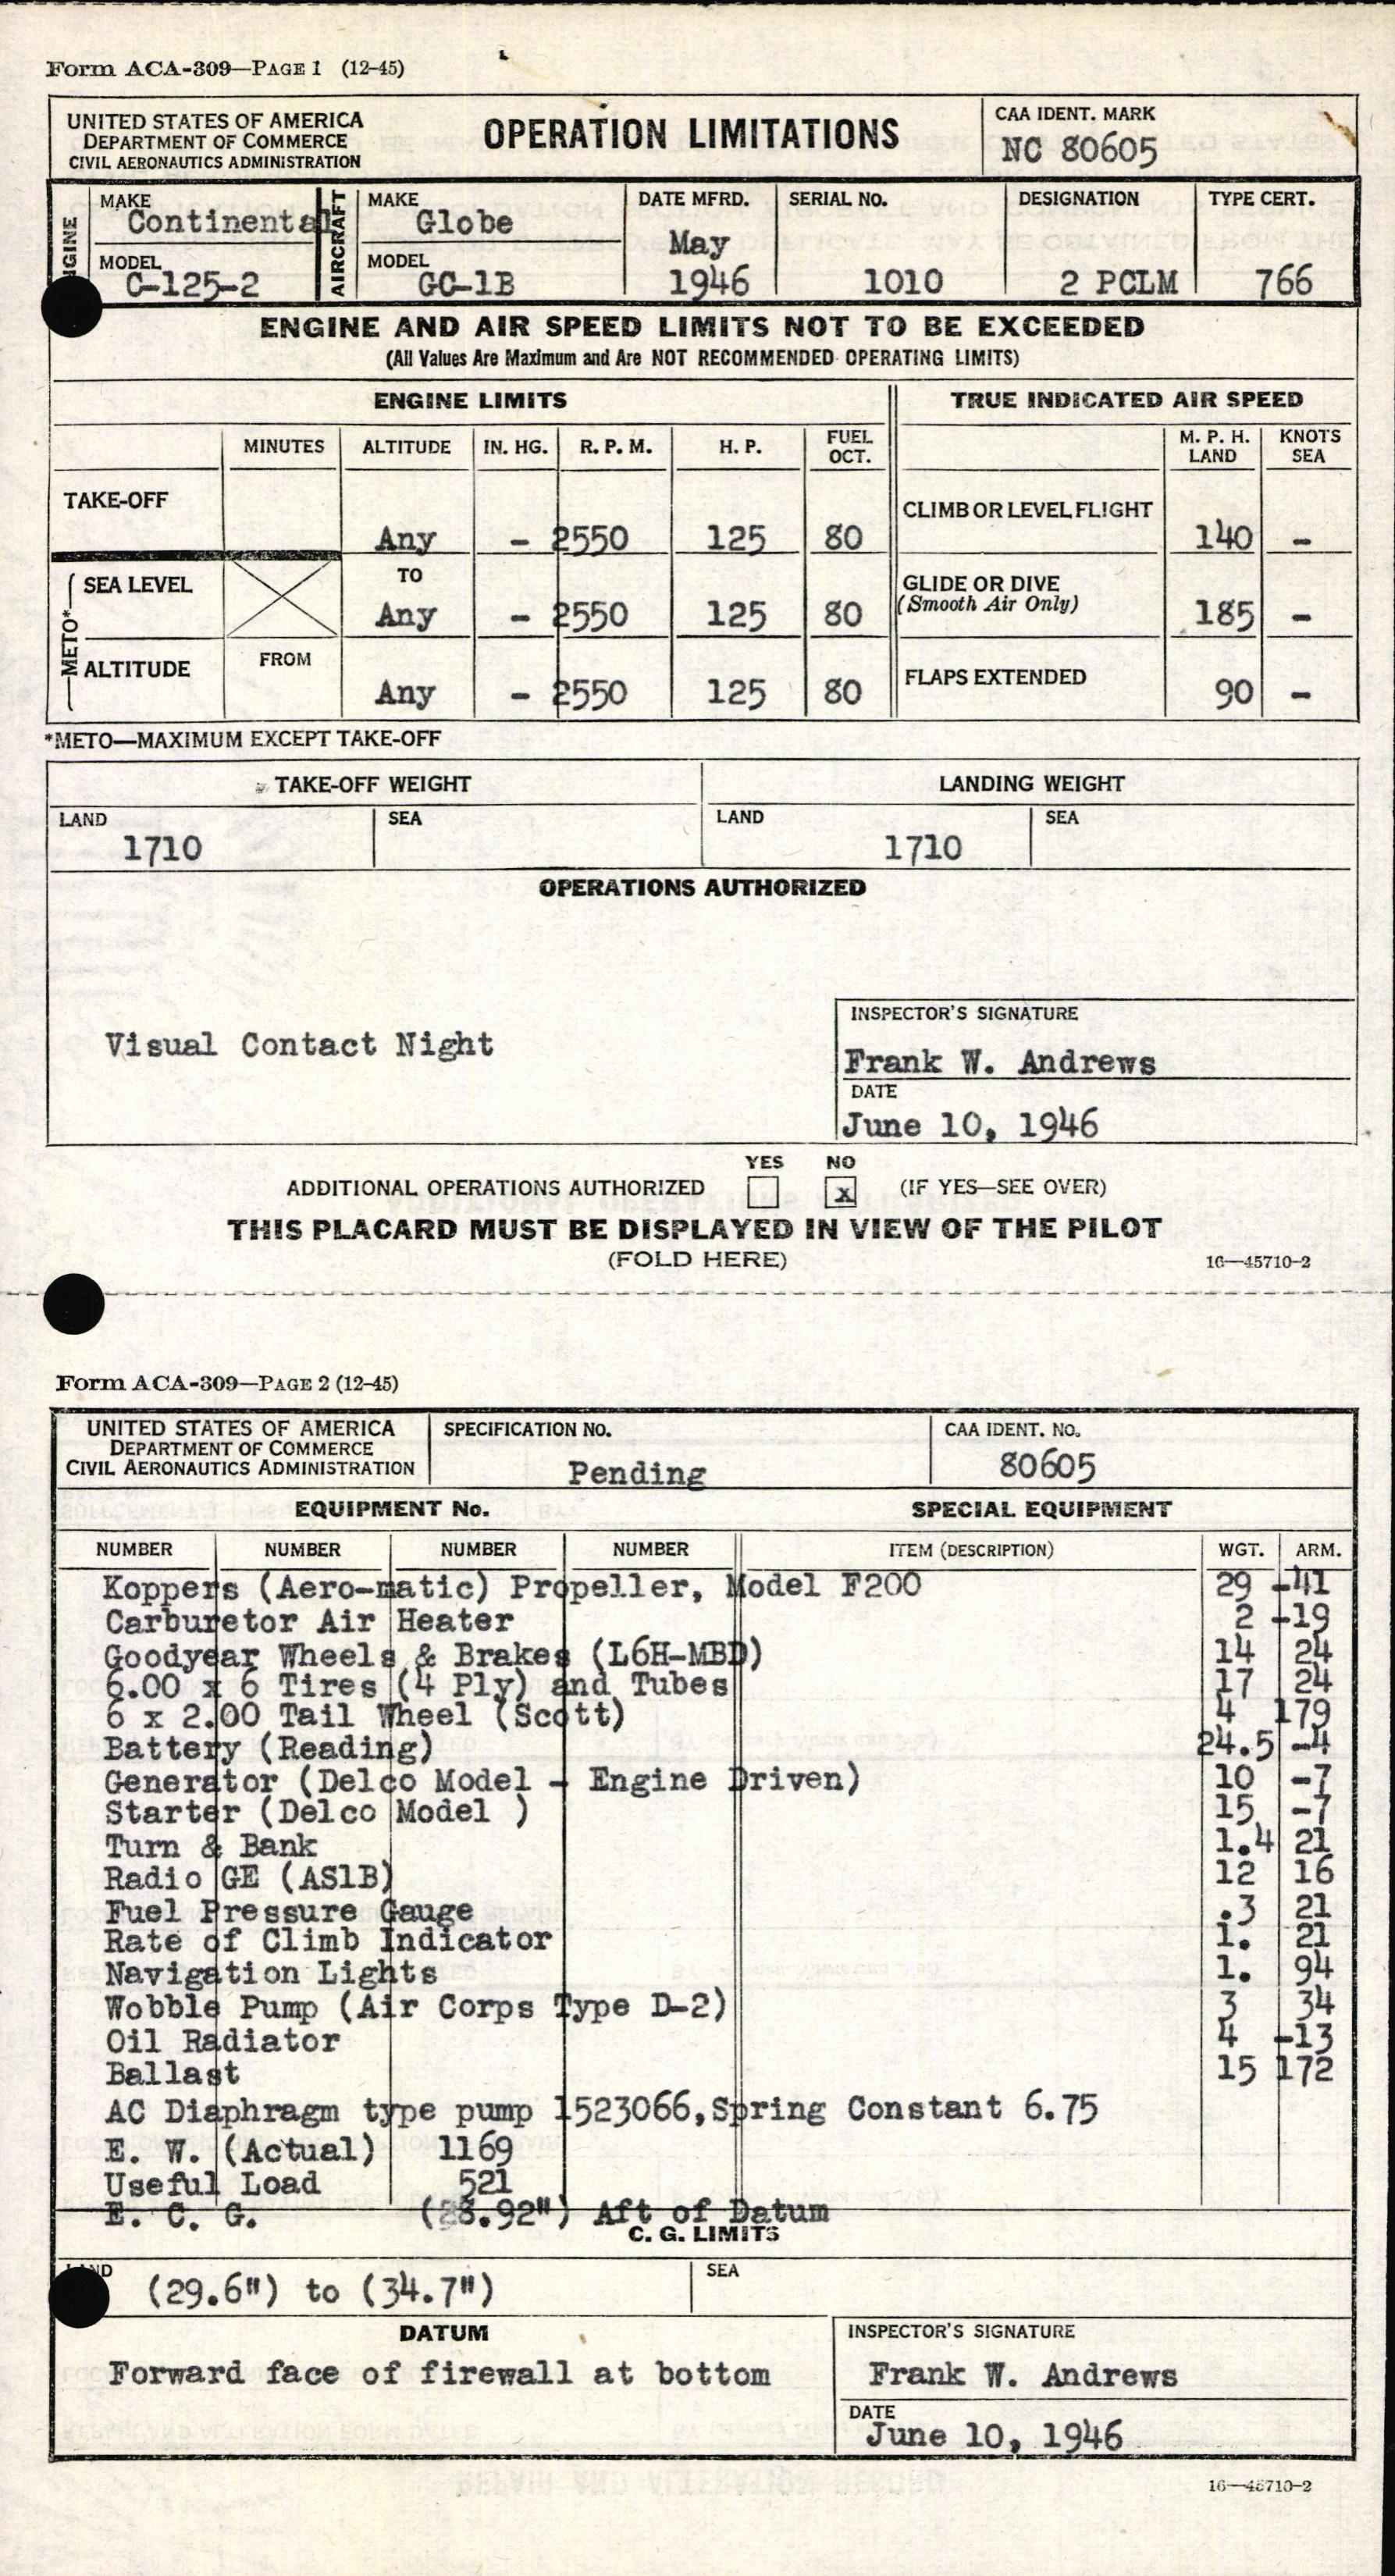 Form ACA-309—PAGE 1 (12-45)
UNITED STATES OF AMERICA
DEPARTMENT OF COMMERCE
CIVIL AERONAUTICS ADMINISTRATION
OPERATION LIMITATIONS
CAA IDENT. MARK
NC 80605
MAKE
Continental
MODEL
C-125-2
AIRCRAFT
MAKE
Globe
MODEL
GC-1B
DATE MFRD.
May
1946
SERIAL NO.
1010
DESIGNATION
2 PCLM
TYPE CERT.
766
ENGINE AND AIR SPEED LIMITS NOT TO BE EXCEEDED
(All Values Are Maximum and Are NOT RECOMMENDED OPERATING LIMITS)
ENGINE LIMITS
TRUE INDICATED AIR SPEED
MINUTES ALTITUDE IN. HG. R. P. M. H. P. FUEL OCT. M. P. H. LAND KNOTS SEA
TAKE-OFF Any - 2550 125 80 CLIMB OR LEVEL FLIGHT 140 -
METO*
SEA LEVEL TO Any - 2550 125 80 GLIDE OR DIVE (Smooth Air Only) 185 -
ALTITUDE FROM Any - 2550 125 80 FLAPS EXTENDED 90 -
*METO—MAXIMUM EXCEPT TAKE-OFF
TAKE-OFF WEIGHT LANDING WEIGHT
LAND SEA LAND SEA
1710 1710
OPERATIONS AUTHORIZED
Visual Contact Night
INSPECTOR'S SIGNATURE
Frank W. Andrews
DATE
June 10, 1946
YES NO
ADDITIONAL OPERATIONS AUTHORIZED x (IF YES—SEE OVER)
THIS PLACARD MUST BE DISPLAYED IN VIEW OF THE PILOT
(FOLD HERE)
16—45710-2
Form ACA-309—PAGE 2 (12-45)
UNITED STATES OF AMERICA
DEPARTMENT OF COMMERCE
CIVIL AERONAUTICS ADMINISTRATION
SPECIFICATION NO.
Pending
CAA IDENT. NO.
80605
EQUIPMENT No. SPECIAL EQUIPMENT
NUMBER NUMBER NUMBER NUMBER ITEM (DESCRIPTION) WGT. ARM.
Koppers (Aero-matic) Propeller, Model F200 29 -41
Carburetor Air Heater 2 -19
Goodyear Wheels & Brakes (L6H-MBD) 14 24
6.00 x 6 Tires (4 Ply) and Tubes 17 24
6 x 2.00 Tail Wheel (Scott) 4 179
Battery (Reading) 24.5 -4
Generator (Delco Model - Engine Driven) 10 -7
Starter (Delco Model ) 15 -7
Turn & Bank 1.4 21
Radio GE (AS1B) 12 16
Fuel Pressure Gauge .3 21
Rate of Climb Indicator 1. 21
Navigation Lights 1. 94
Wobble Pump (Air Corps Type D-2) 3 34
Oil Radiator 4 -13
Ballast 15 172
AC Diaphragm type pump 1523066,Spring Constant 6.75
E. W. (Actual) 1169
Useful Load 521
E. C. G. Aft of Datum
C. G. LIMITS
(29.6") to (34.7")
SEA
DATUM
Forward face of firewall at bottom
INSPECTOR'S SIGNATURE
Frank W. Andrews
DATE
June 10, 1946
16—45710-2